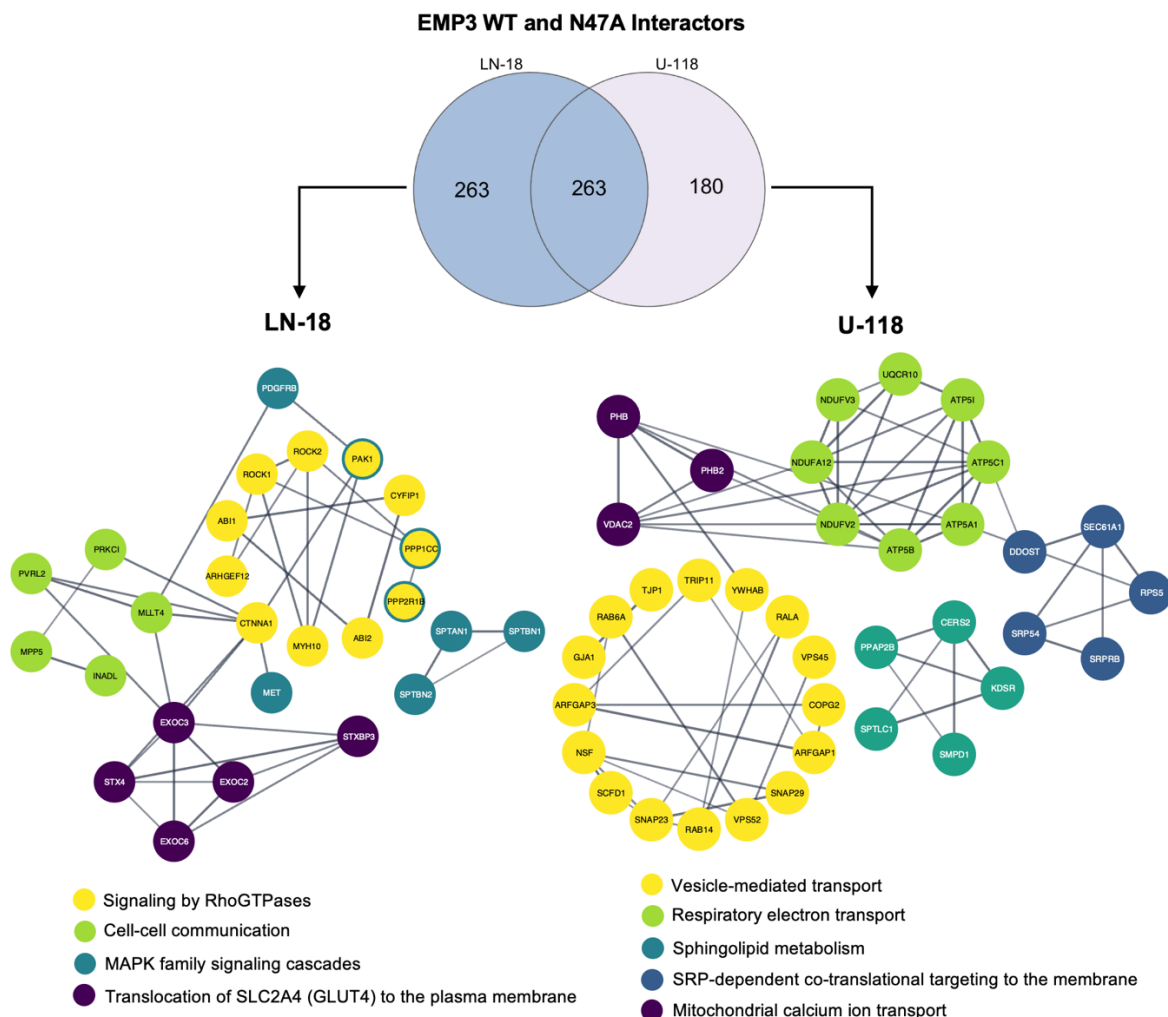 EMP3 WT and N47A Interactors
LN-18
U-118
263
263
180
LN-18
U-118
PDGFRB
ROCK2
PAK1
ROCK1
CYFIP1
ABI1
PPP1CC
PRKCI
ARHGEF12
PVRL2
PPP2R1B
MLLT4
CTNNA1
ABI2
MYH10
SPTAN1
SPTBN1
MPP5
INADL
MET
SPTBN2
EXOC3
STXBP3
STX4
EXOC2
EXOC6
UQCR10
NDUFV3
ATP5I
PHB
PHB2
NDUFA12
ATP5C1
VDAC2
NDUFV2
ATP5A1
ATP5B
SEC61A1
DDOST
RPS5
SRP54
SRPRB
TRIP11
TJP1
YWHAB
RAB6A
RALA
GJA1
VPS45
ARFGAP3
COPG2
NSF
ARFGAP1
SCFD1
SNAP29
SNAP23
VPS52
RAB14
CERS2
PPAP2B
KDSR
SPTLC1
SMPD1
Signaling by RhoGTPases
Cell-cell communication
MAPK family signaling cascades
Translocation of SLC2A4 (GLUT4) to the plasma membrane
Vesicle-mediated transport
Respiratory electron transport
Sphingolipid metabolism
SRP-dependent co-translational targeting to the membrane
Mitochondrial calcium ion transport